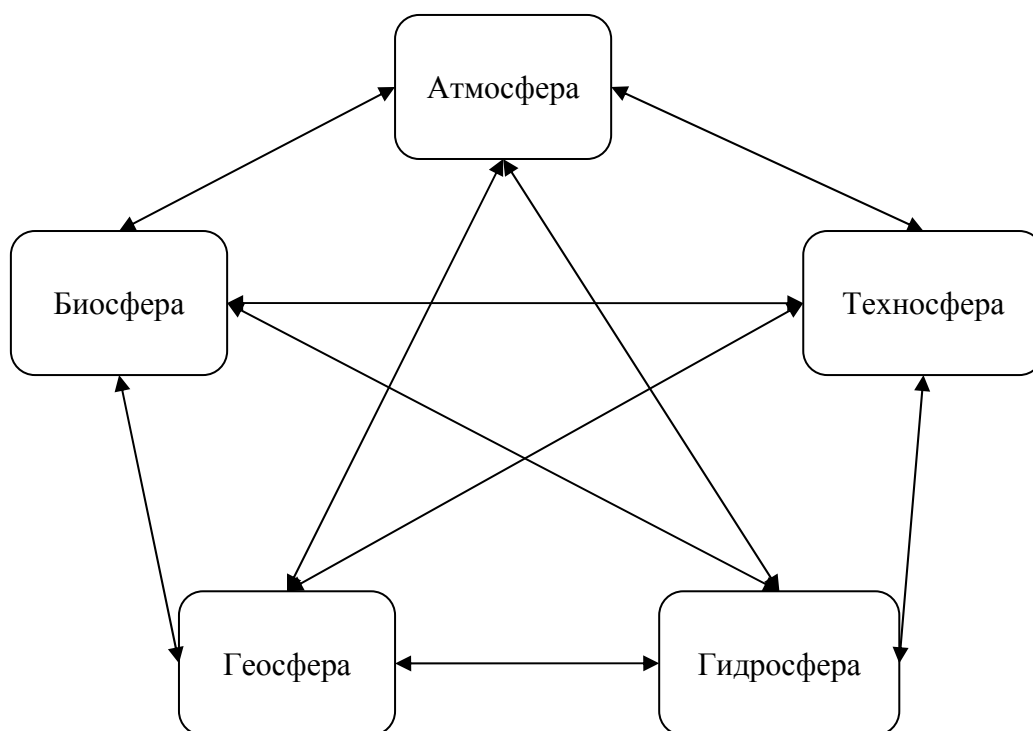 Атмосфера
Биосфера
Техносфера
Геосфера
Гидросфера